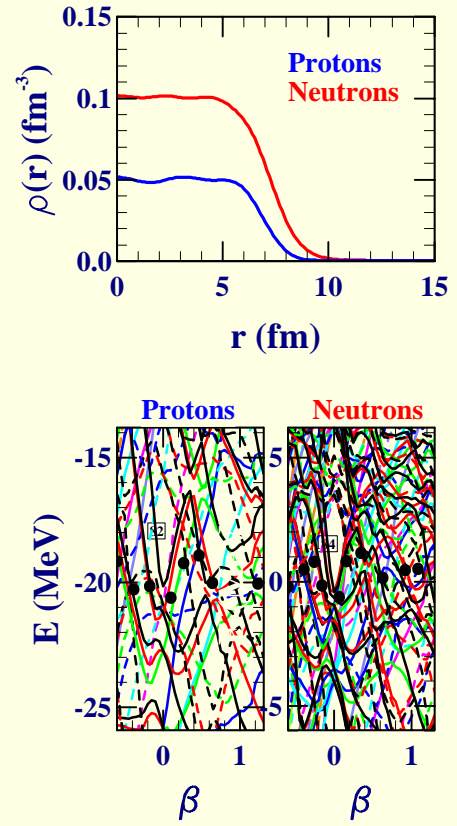 0.15
Protons
Neutrons
0.1
0.05
0.0
ρ(r) (fm⁻³)
0 5 10 15
r (fm)
Protons Neutrons
-15 5
-20 0
-25 -5
E (MeV)
0 1 0 1
β β